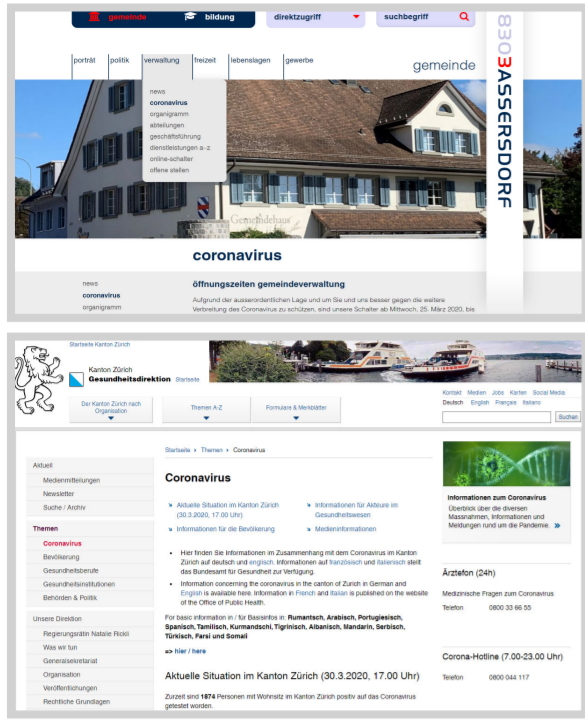 gemeinde
bildung
direktzugriff
suchbegriff
8303ASSERSDORF
porträt
politik
verwaltung
freizeit
lebenslagen
gewerbe
gemeinde
news
coronavirus
organigramm
abteilungen
geschäftsführung
dienstleistungen a-z
online-schalter
offene stellen
Gemeindehaus
coronavirus
news
coronavirus
organigramm
öffnungszeiten gemeindeverwaltung
Aufgrund der ausserordentlichen Lage und um Sie und uns besser gegen die weitere
Verbreitung des Coronavirus zu schützen, sind unsere Schalter ab Mittwoch, 25. März 2020, bis
Startseite Kanton Zürich
Kanton Zürich
Gesundheitsdirektion Startseite
Der Kanton Zürich nach
Organisation
Themen A-Z
Formulare & Merkblätter
Kontakt Medien Jobs Karten Social Media
Deutsch English Français Italiano
Suchen
Startseite › Themen › Coronavirus
Aktuell
Medienmitteilungen
Newsletter
Suche / Archiv
Themen
Coronavirus
Bevölkerung
Gesundheitsberufe
Gesundheitsinstitutionen
Behörden & Politik
Unsere Direktion
Regierungsrätin Natalie Rickli
Was wir tun
Generalsekretariat
Organisation
Veröffentlichungen
Rechtliche Grundlagen
Coronavirus
» Aktuelle Situation im Kanton Zürich
(30.3.2020, 17.00 Uhr)
» Informationen für die Bevölkerung
» Informationen für Akteure im
Gesundheitswesen
» Medieninformationen
• Hier finden Sie Informationen im Zusammenhang mit dem Coronavirus im Kanton
Zürich auf deutsch und englisch. Informationen auf französisch und italienisch stellt
das Bundesamt für Gesundheit zur Verfügung.
• Information concerning the coronavirus in the canton of Zurich in German and
English is available here. Information in French and Italian is published on the website
of the Office of Public Health.
For basic information in / für Basisinfos in: Rumantsch, Arabisch, Portugiesisch,
Spanisch, Tamilisch, Kurmandschi, Tigrinisch, Albanisch, Mandarin, Serbisch,
Türkisch, Farsi und Somali
=> hier / here
Aktuelle Situation im Kanton Zürich (30.3.2020, 17.00 Uhr)
Zurzeit sind 1874 Personen mit Wohnsitz im Kanton Zürich positiv auf das Coronavirus
getestet worden.
Informationen zum Coronavirus
Überblick über die diversen
Massnahmen, Informationen und
Meldungen rund um die Pandemie. »
Ärztefon (24h)
Medizinische Fragen zum Coronavirus
Telefon 0800 33 66 55
Corona-Hotline (7.00-23.00 Uhr)
Telefon 0800 044 117